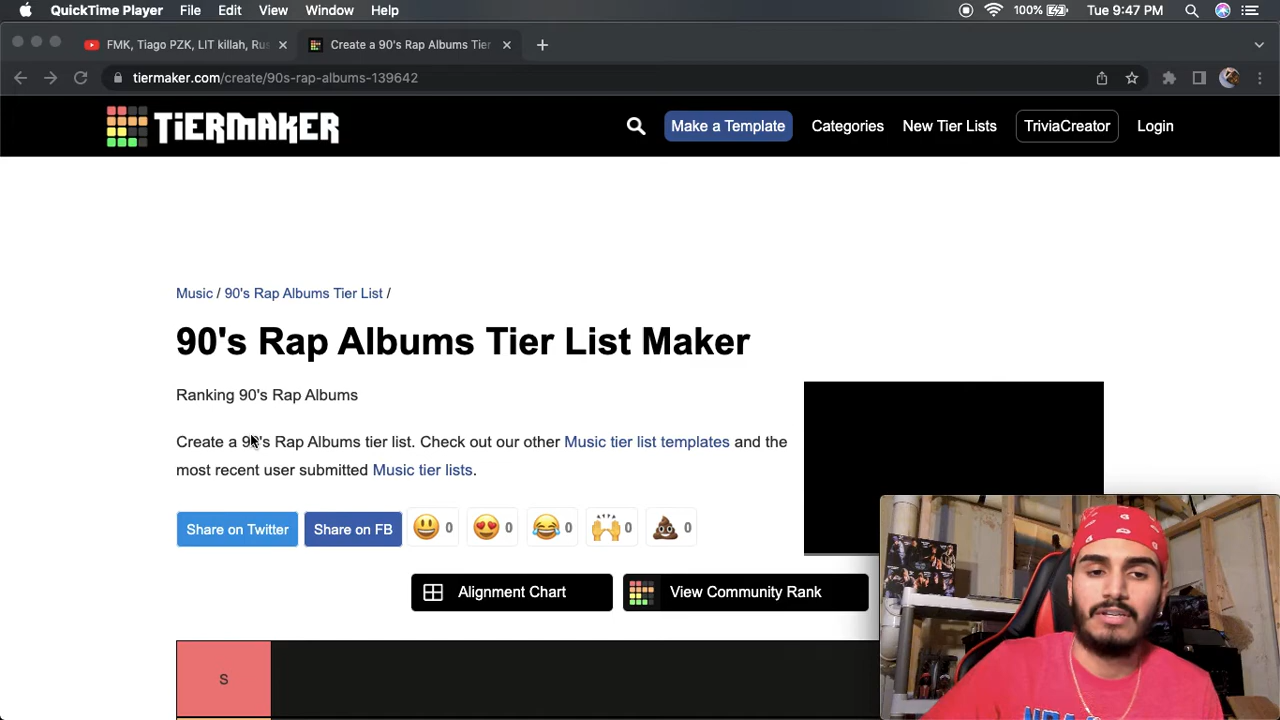 QuickTime Player File Edit View Window Help 100% Tue 9:47 PM
FMK, Tiago PZK, LIT killah, Rus
Create a 90's Rap Albums Tier
tiermaker.com/create/90s-rap-albums-139642
TiERMAKER Make a Template Categories New Tier Lists TriviaCreator Login
Music / 90's Rap Albums Tier List /
90's Rap Albums Tier List Maker
Ranking 90's Rap Albums
Create a 90's Rap Albums tier list. Check out our other Music tier list templates and the
most recent user submitted Music tier lists.
Share on Twitter Share on FB 0 0 0 0 0
Alignment Chart View Community Rank
S